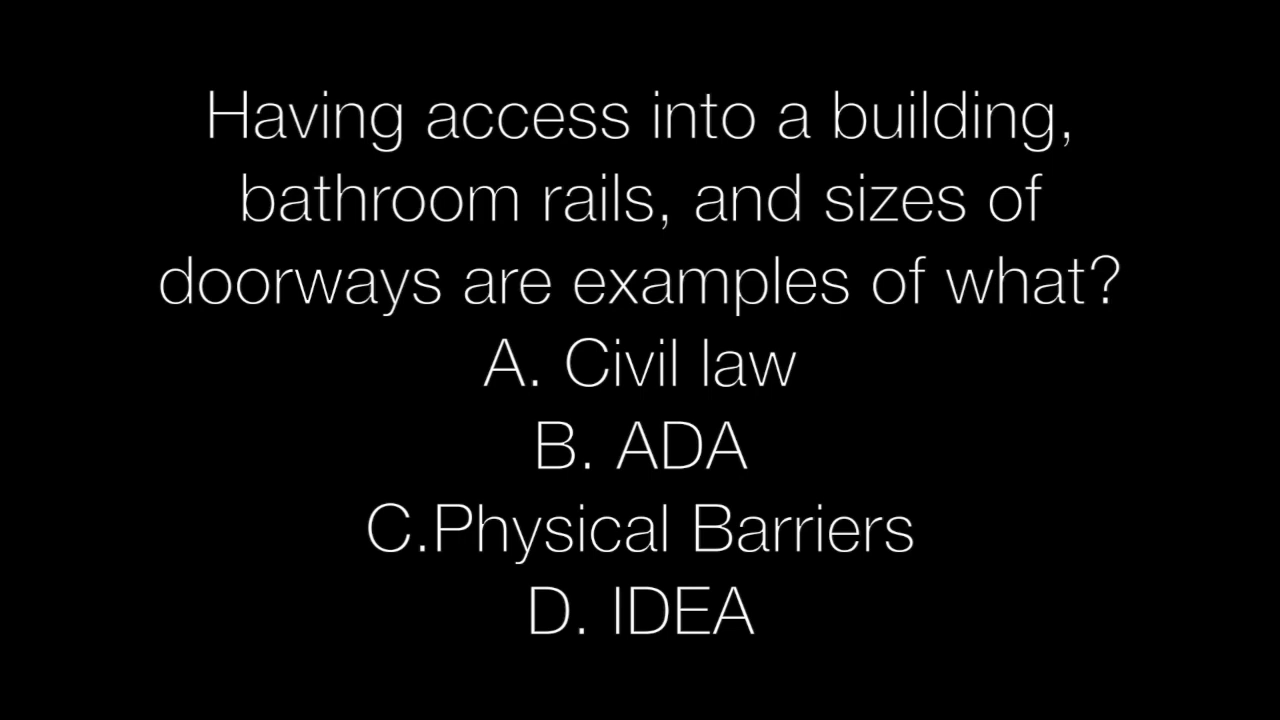 Having access into a building,
bathroom rails, and sizes of
doorways are examples of what?
A. Civil law
B. ADA
C.Physical Barriers
D. IDEA